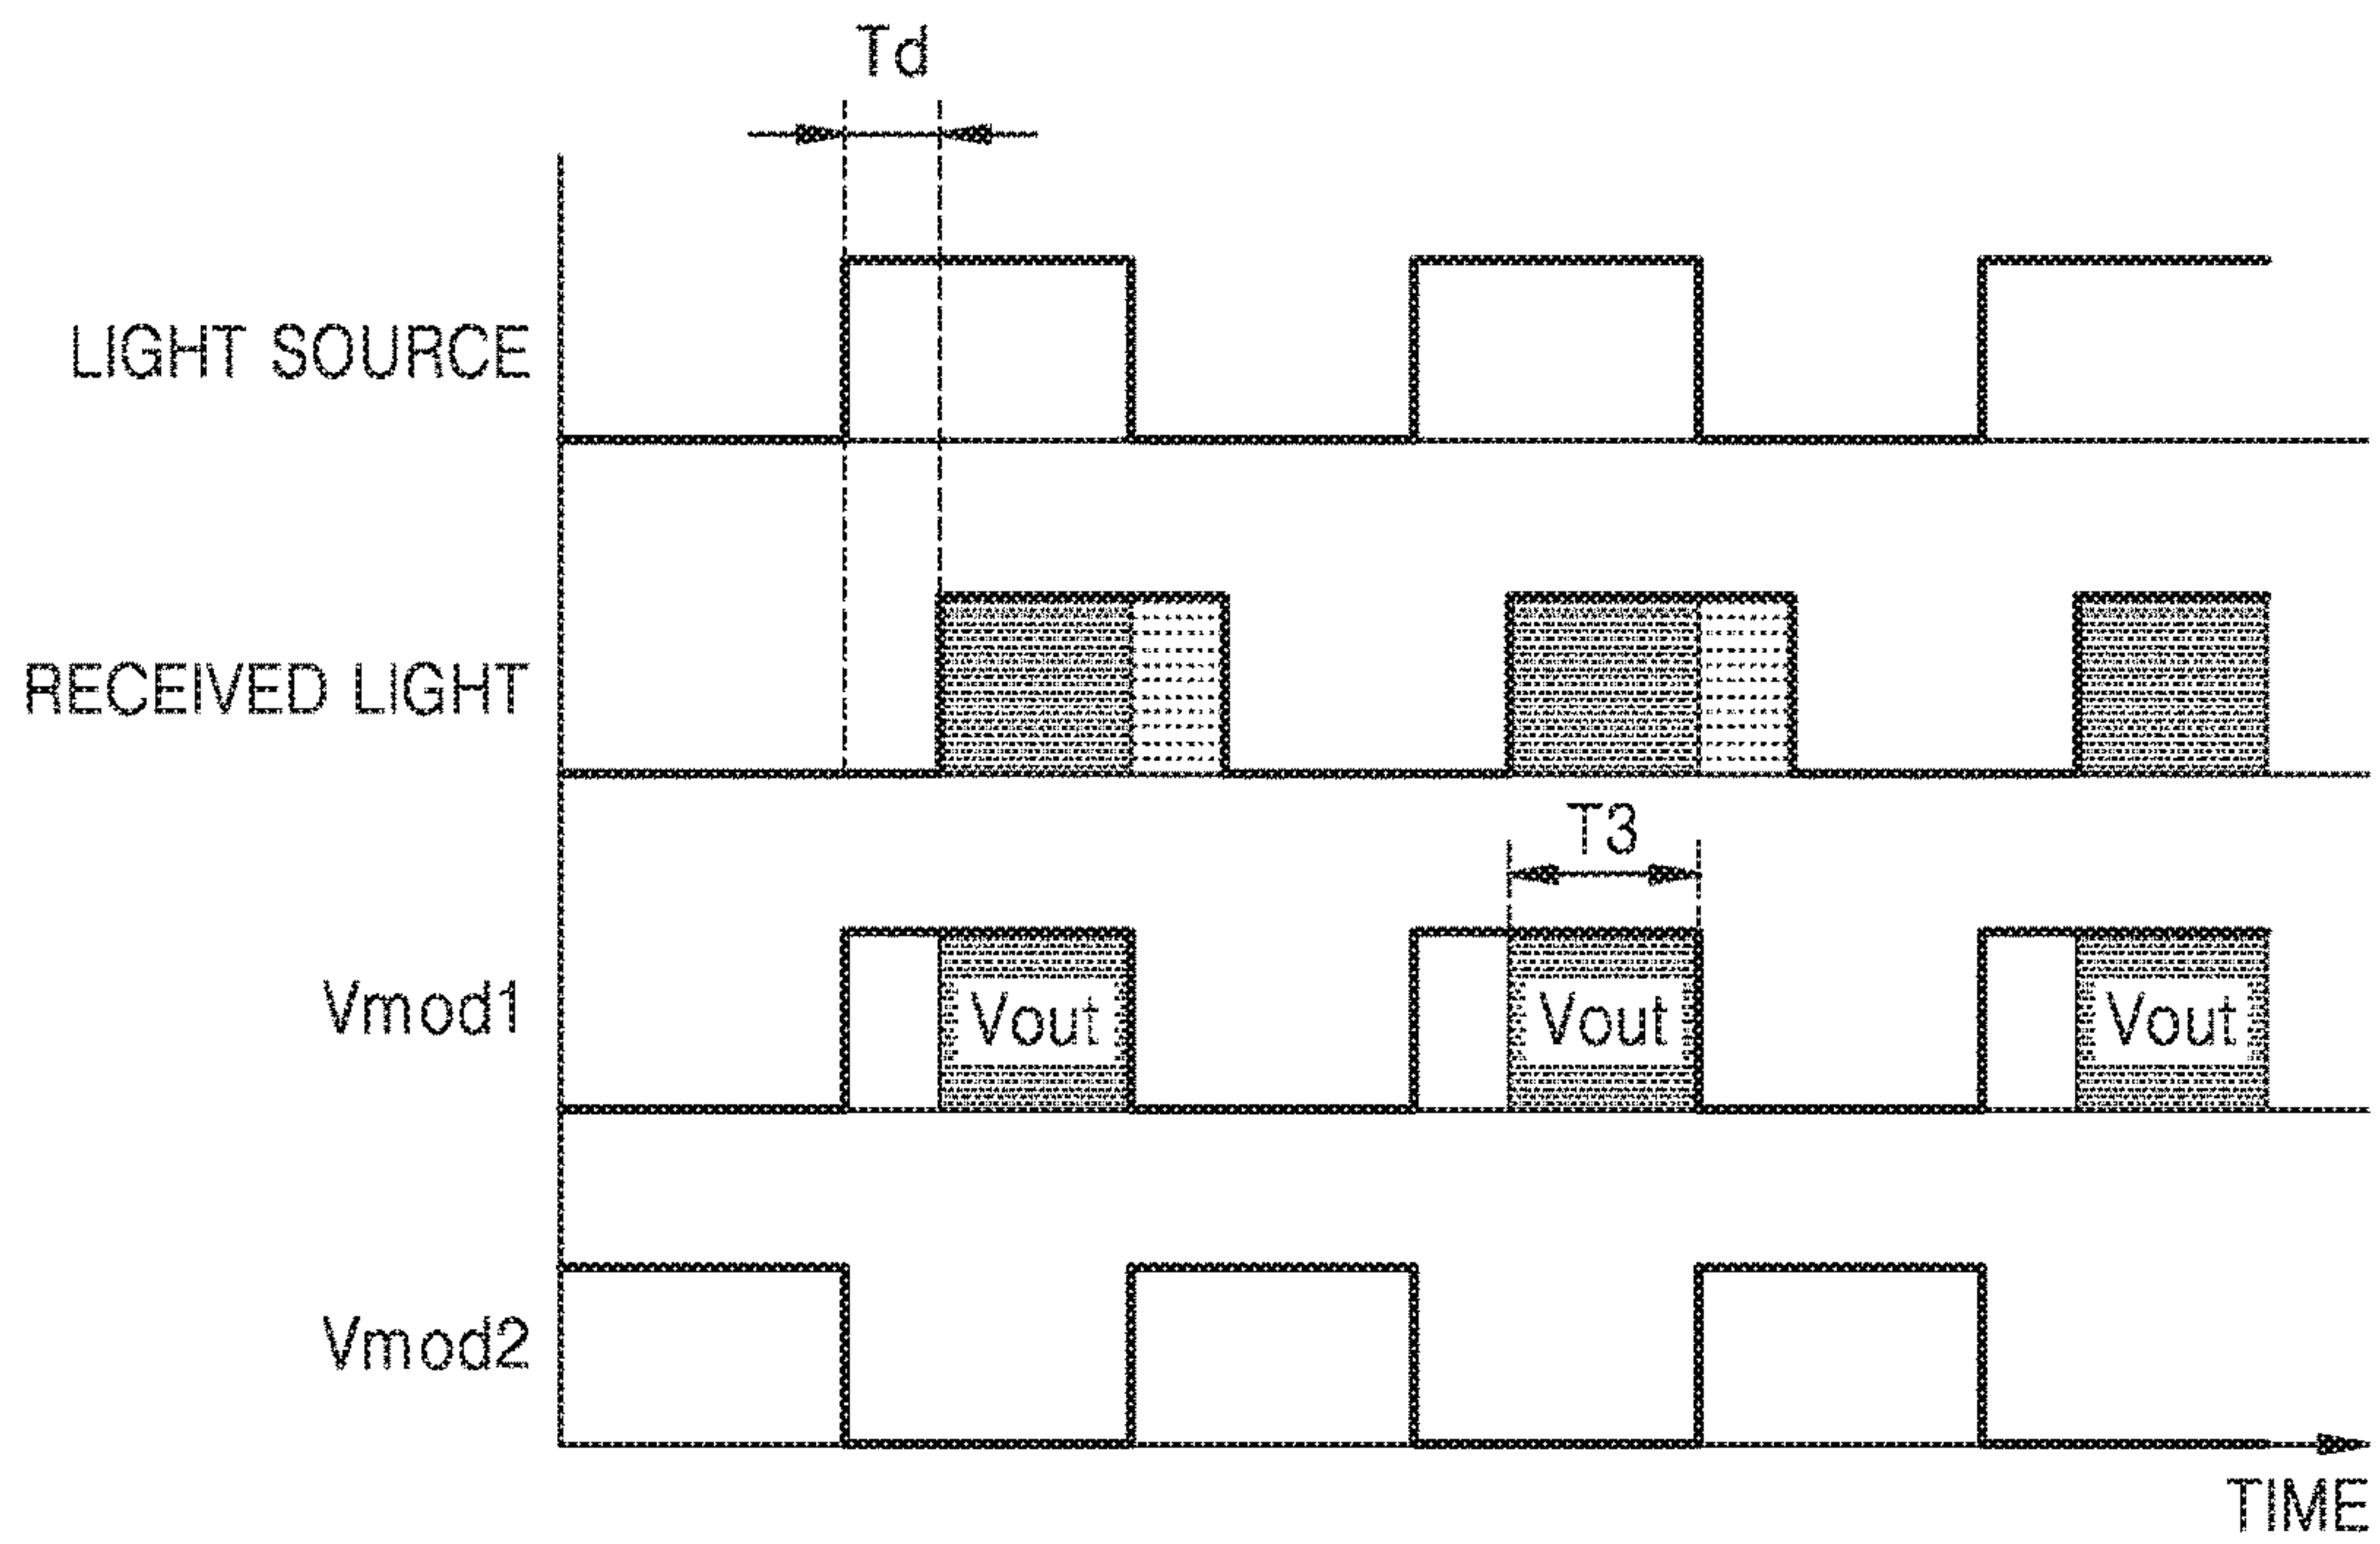 Td
LIGHT SOURCE
RECEIVED LIGHT
T3
Vmod1
Vout
Vout
Vout
Vmod2
TIME